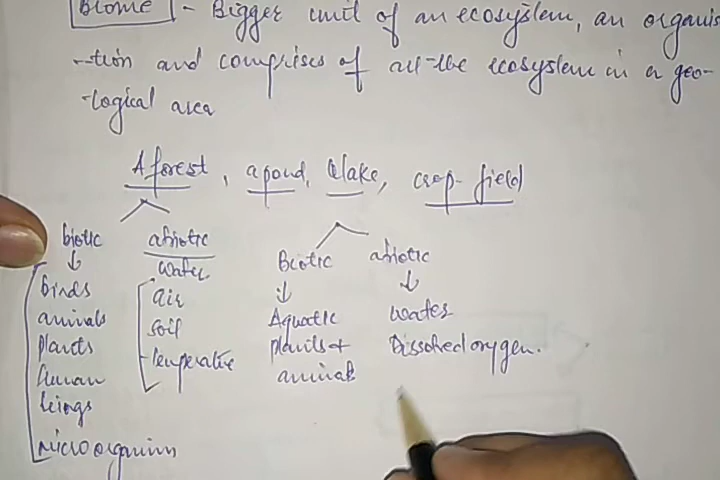 Biome - Bigger unit of an ecosystem, an organis
-tion and comprises of all the ecosystem in a geo-
-logical area
A forest, a pond, a lake, crop-field
biotic abiotic
Biotic abiotic
birds
animals
plants
human
beings
microorganism
water
air
soil
temperature
Aquatic
plants +
animals
water
Dissolved oxygen.